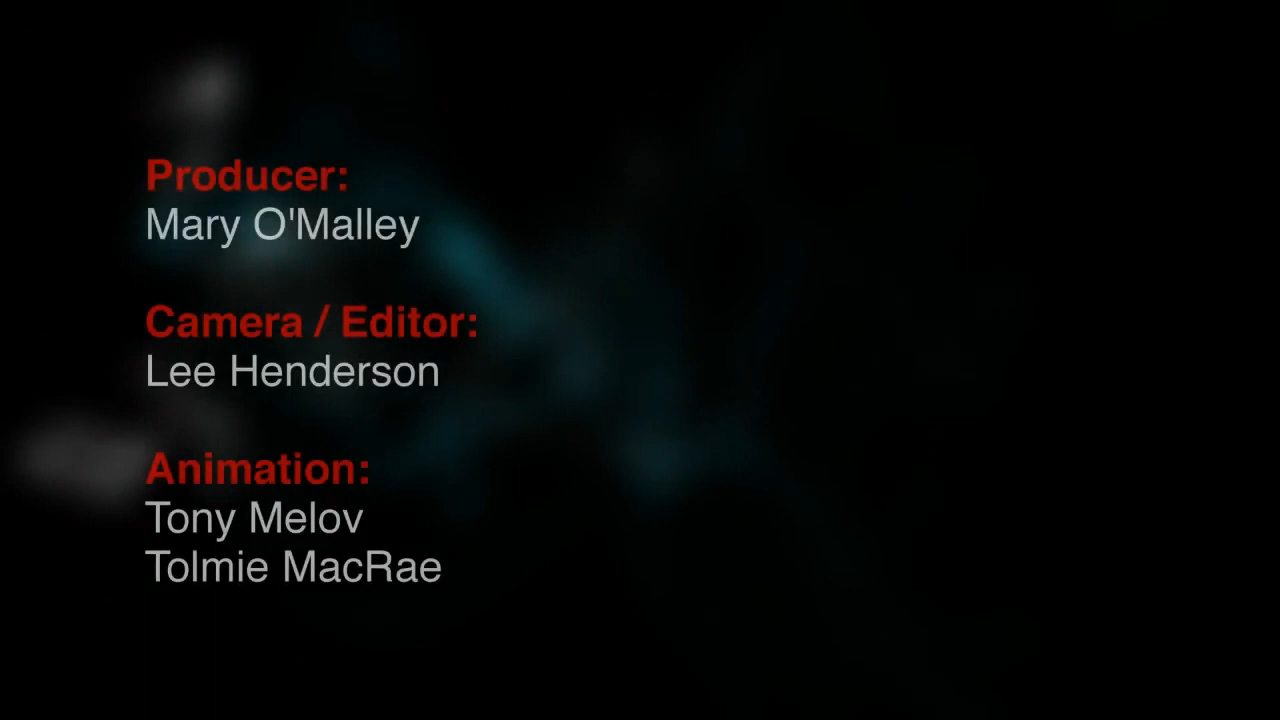 Producer:
Mary O'Malley
Camera / Editor:
Lee Henderson
Animation:
Tony Melov
Tolmie MacRae